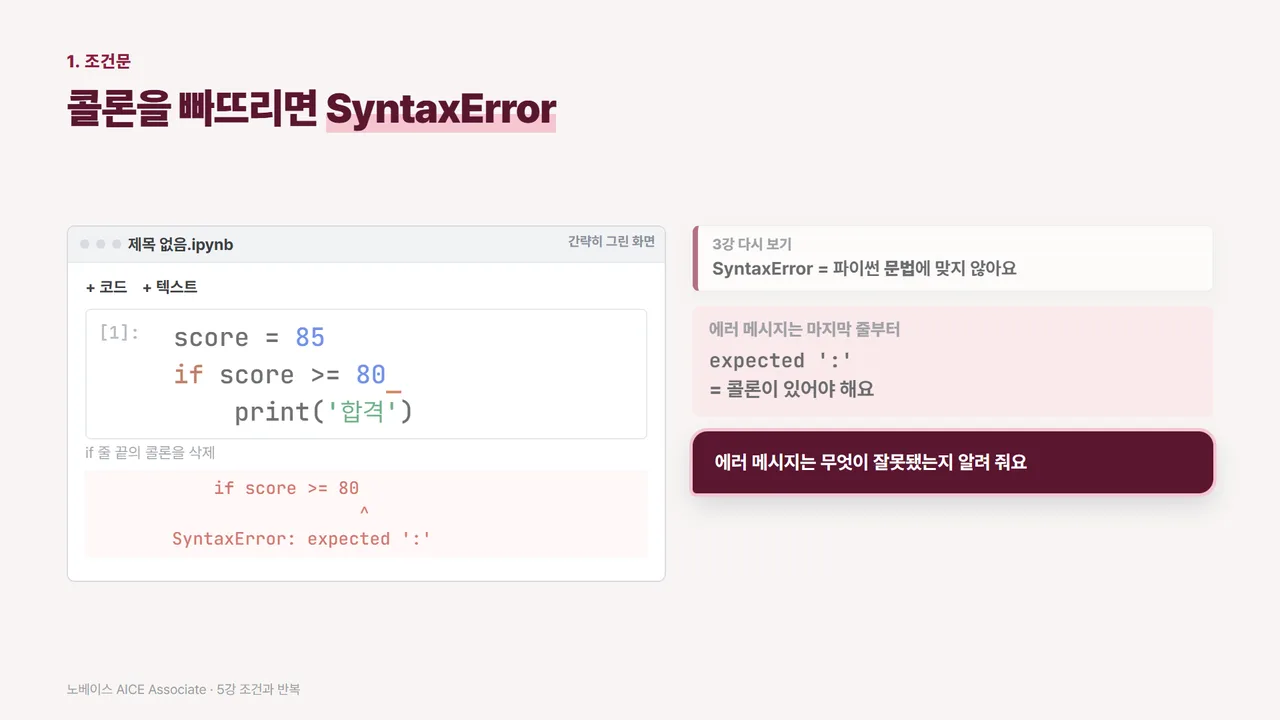 1. 조건문
콜론을 빠뜨리면 SyntaxError
제목 없음.ipynb
간략히 그린 화면
+ 코드 + 텍스트
[1]:
score = 85
if score >= 80_
print('합격')
if 줄 끝의 콜론을 삭제
if score >= 80
^
SyntaxError: expected ':'
3강 다시 보기
SyntaxError = 파이썬 문법에 맞지 않아요
에러 메시지는 마지막 줄부터
expected ':'
= 콜론이 있어야 해요
에러 메시지는 무엇이 잘못됐는지 알려 줘요
노베이스 AICE Associate · 5강 조건과 반복